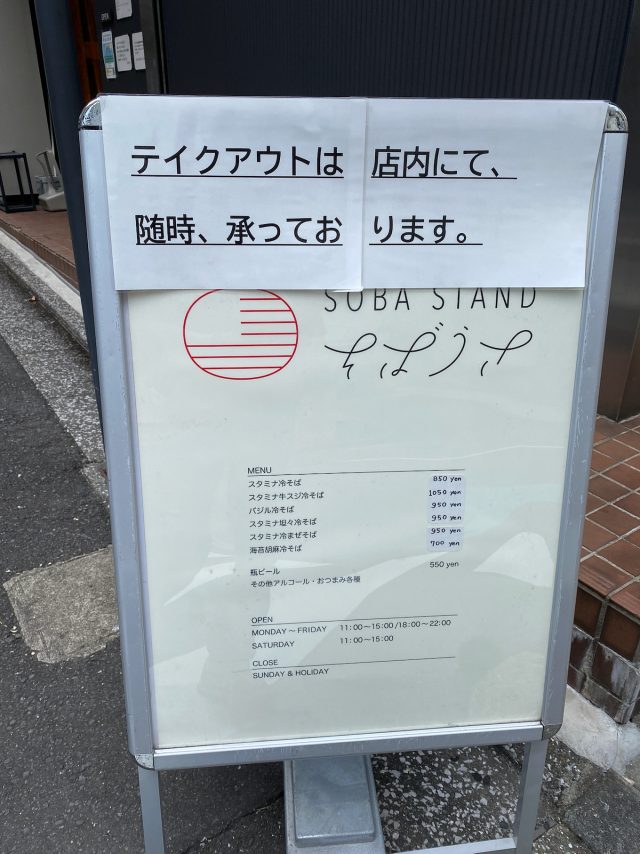 テイクアウトは 店内にて、
随時、承っております。
SOBA STAND
そばうさ
MENU
スタミナ冷そば 850 yen
スタミナ牛スジ冷そば 1050 yen
バジル冷そば 950 yen
スタミナ坦々冷そば 950 yen
スタミナ冷まぜそば 950 yen
海苔胡麻冷そば 700 yen
瓶ビール 550 yen
その他アルコール・おつまみ各種
OPEN
MONDAY～FRIDAY 11:00～15:00/18:00～22:00
SATURDAY 11:00～15:00
CLOSE
SUNDAY & HOLIDAY